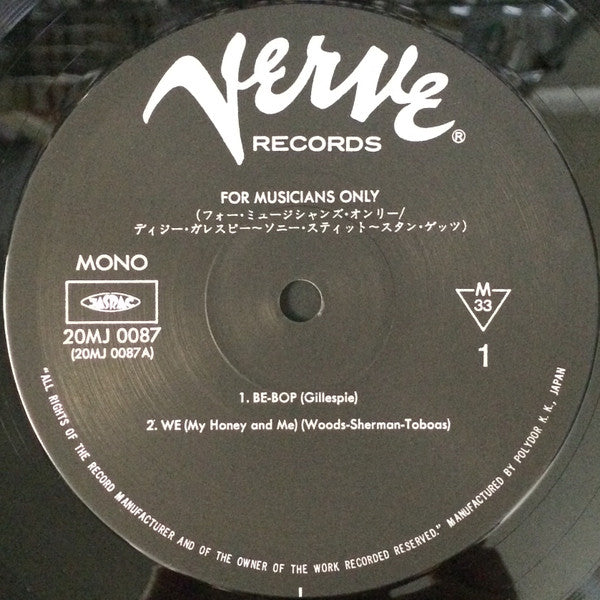 Verve
RECORDS ®
FOR MUSICIANS ONLY
(フォー・ミュージシャンズ・オンリー/
ディジー・ガレスピー〜ソニー・スティット〜スタン・ゲッツ)
MONO
JASRAC
20MJ 0087
(20MJ 0087A)
M
33
1
1. BE-BOP (Gillespie)
2. WE (My Honey and Me) (Woods-Sherman-Toboas)
"ALL RIGHTS OF THE RECORD MANUFACTURER AND OF THE OWNER OF THE WORK RECORDED RESERVED." MANUFACTURED BY POLYDOR K. K., JAPAN